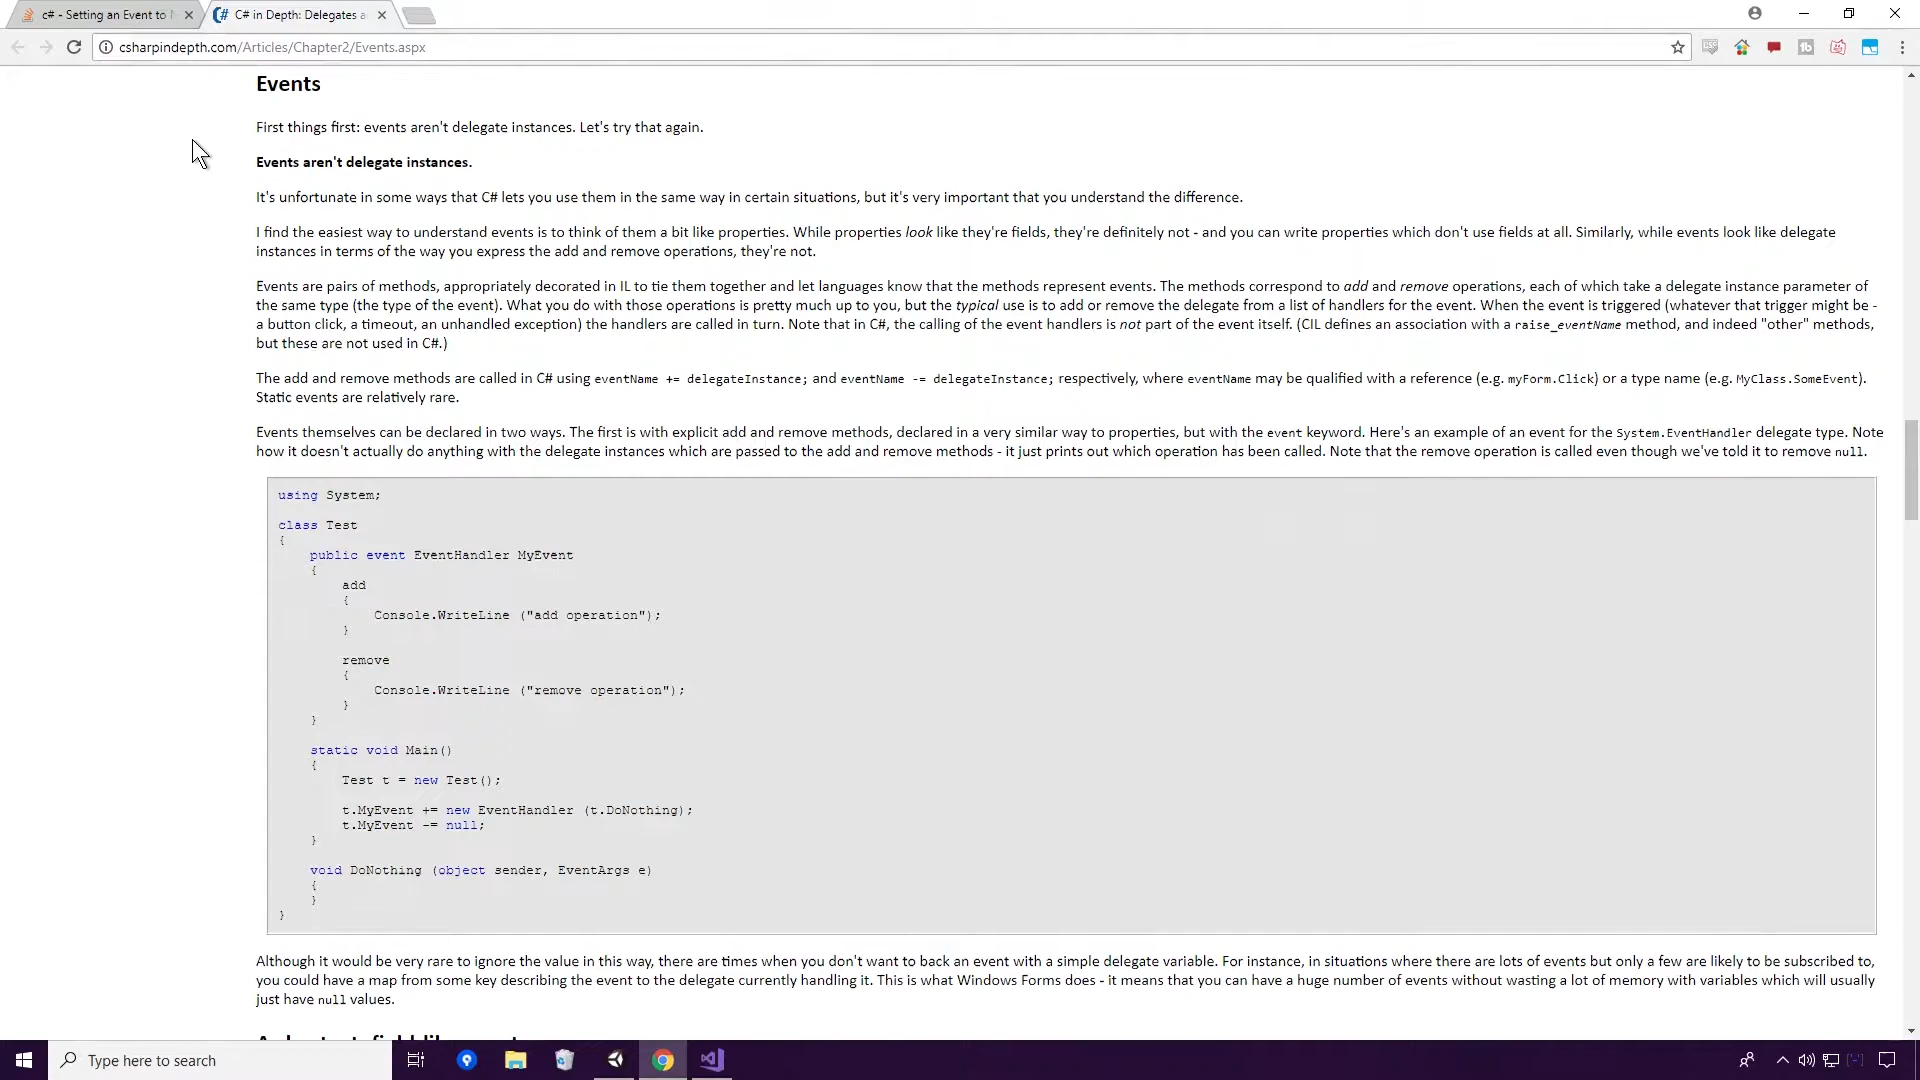 c# - Setting an Event to
C# in Depth: Delegates a
csharpindepth.com/Articles/Chapter2/Events.aspx
Events
First things first: events aren't delegate instances. Let's try that again.
Events aren't delegate instances.
It's unfortunate in some ways that C# lets you use them in the same way in certain situations, but it's very important that you understand the difference.
I find the easiest way to understand events is to think of them a bit like properties. While properties look like they're fields, they're definitely not - and you can write properties which don't use fields at all. Similarly, while events look like delegate
instances in terms of the way you express the add and remove operations, they're not.
Events are pairs of methods, appropriately decorated in IL to tie them together and let languages know that the methods represent events. The methods correspond to add and remove operations, each of which take a delegate instance parameter of
the same type (the type of the event). What you do with those operations is pretty much up to you, but the typical use is to add or remove the delegate from a list of handlers for the event. When the event is triggered (whatever that trigger might be -
a button click, a timeout, an unhandled exception) the handlers are called in turn. Note that in C#, the calling of the event handlers is not part of the event itself. (CIL defines an association with a raise_eventName method, and indeed "other" methods,
but these are not used in C#.)
The add and remove methods are called in C# using eventName += delegateInstance; and eventName -= delegateInstance; respectively, where eventName may be qualified with a reference (e.g. myForm.Click) or a type name (e.g. MyClass.SomeEvent).
Static events are relatively rare.
Events themselves can be declared in two ways. The first is with explicit add and remove methods, declared in a very similar way to properties, but with the event keyword. Here's an example of an event for the System.EventHandler delegate type. Note
how it doesn't actually do anything with the delegate instances which are passed to the add and remove methods - it just prints out which operation has been called. Note that the remove operation is called even though we've told it to remove null.
using System;
class Test
{
public event EventHandler MyEvent
{
add
{
Console.WriteLine ("add operation");
}
remove
{
Console.WriteLine ("remove operation");
}
}
static void Main()
{
Test t = new Test();
t.MyEvent += new EventHandler (t.DoNothing);
t.MyEvent -= null;
}
void DoNothing (object sender, EventArgs e)
{
}
}
Although it would be very rare to ignore the value in this way, there are times when you don't want to back an event with a simple delegate variable. For instance, in situations where there are lots of events but only a few are likely to be subscribed to,
you could have a map from some key describing the event to the delegate currently handling it. This is what Windows Forms does - it means that you can have a huge number of events without wasting a lot of memory with variables which will usually
just have null values.
Type here to search